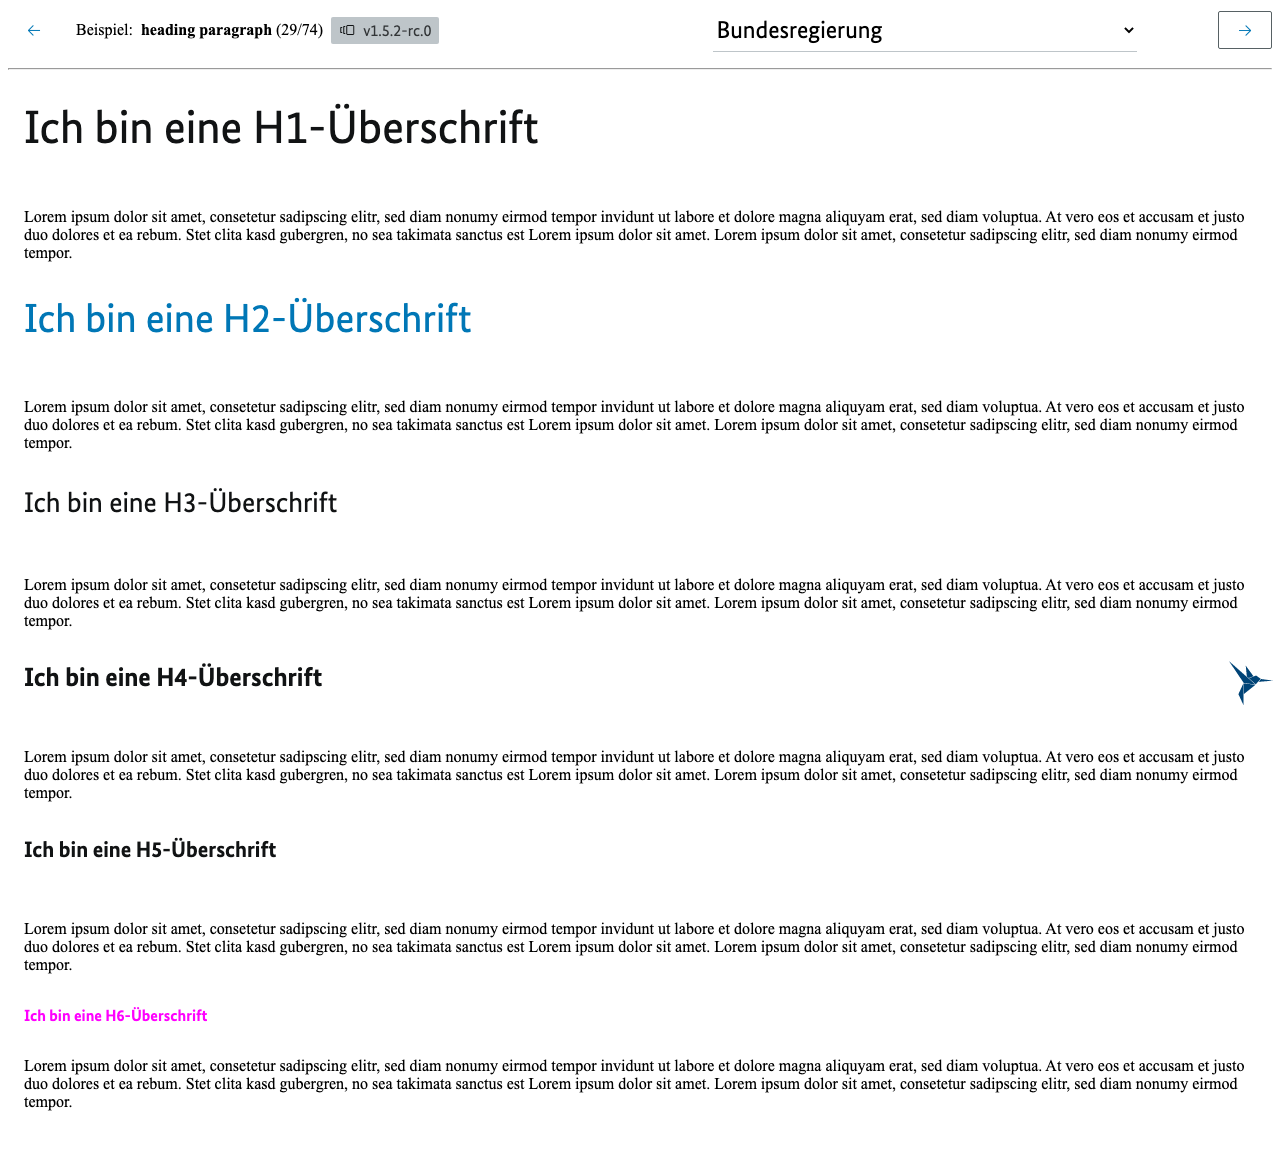 ← Beispiel: heading paragraph (29/74) v1.5.2-rc.0 Bundesregierung →
Ich bin eine H1-Überschrift
Lorem ipsum dolor sit amet, consetetur sadipscing elitr, sed diam nonumy eirmod tempor invidunt ut labore et dolore magna aliquyam erat, sed diam voluptua. At vero eos et accusam et justo
duo dolores et ea rebum. Stet clita kasd gubergren, no sea takimata sanctus est Lorem ipsum dolor sit amet. Lorem ipsum dolor sit amet, consetetur sadipscing elitr, sed diam nonumy eirmod
tempor.
Ich bin eine H2-Überschrift
Lorem ipsum dolor sit amet, consetetur sadipscing elitr, sed diam nonumy eirmod tempor invidunt ut labore et dolore magna aliquyam erat, sed diam voluptua. At vero eos et accusam et justo
duo dolores et ea rebum. Stet clita kasd gubergren, no sea takimata sanctus est Lorem ipsum dolor sit amet. Lorem ipsum dolor sit amet, consetetur sadipscing elitr, sed diam nonumy eirmod
tempor.
Ich bin eine H3-Überschrift
Lorem ipsum dolor sit amet, consetetur sadipscing elitr, sed diam nonumy eirmod tempor invidunt ut labore et dolore magna aliquyam erat, sed diam voluptua. At vero eos et accusam et justo
duo dolores et ea rebum. Stet clita kasd gubergren, no sea takimata sanctus est Lorem ipsum dolor sit amet. Lorem ipsum dolor sit amet, consetetur sadipscing elitr, sed diam nonumy eirmod
tempor.
Ich bin eine H4-Überschrift
Lorem ipsum dolor sit amet, consetetur sadipscing elitr, sed diam nonumy eirmod tempor invidunt ut labore et dolore magna aliquyam erat, sed diam voluptua. At vero eos et accusam et justo
duo dolores et ea rebum. Stet clita kasd gubergren, no sea takimata sanctus est Lorem ipsum dolor sit amet. Lorem ipsum dolor sit amet, consetetur sadipscing elitr, sed diam nonumy eirmod
tempor.
Ich bin eine H5-Überschrift
Lorem ipsum dolor sit amet, consetetur sadipscing elitr, sed diam nonumy eirmod tempor invidunt ut labore et dolore magna aliquyam erat, sed diam voluptua. At vero eos et accusam et justo
duo dolores et ea rebum. Stet clita kasd gubergren, no sea takimata sanctus est Lorem ipsum dolor sit amet. Lorem ipsum dolor sit amet, consetetur sadipscing elitr, sed diam nonumy eirmod
tempor.
Ich bin eine H6-Überschrift
Lorem ipsum dolor sit amet, consetetur sadipscing elitr, sed diam nonumy eirmod tempor invidunt ut labore et dolore magna aliquyam erat, sed diam voluptua. At vero eos et accusam et justo
duo dolores et ea rebum. Stet clita kasd gubergren, no sea takimata sanctus est Lorem ipsum dolor sit amet. Lorem ipsum dolor sit amet, consetetur sadipscing elitr, sed diam nonumy eirmod
tempor.